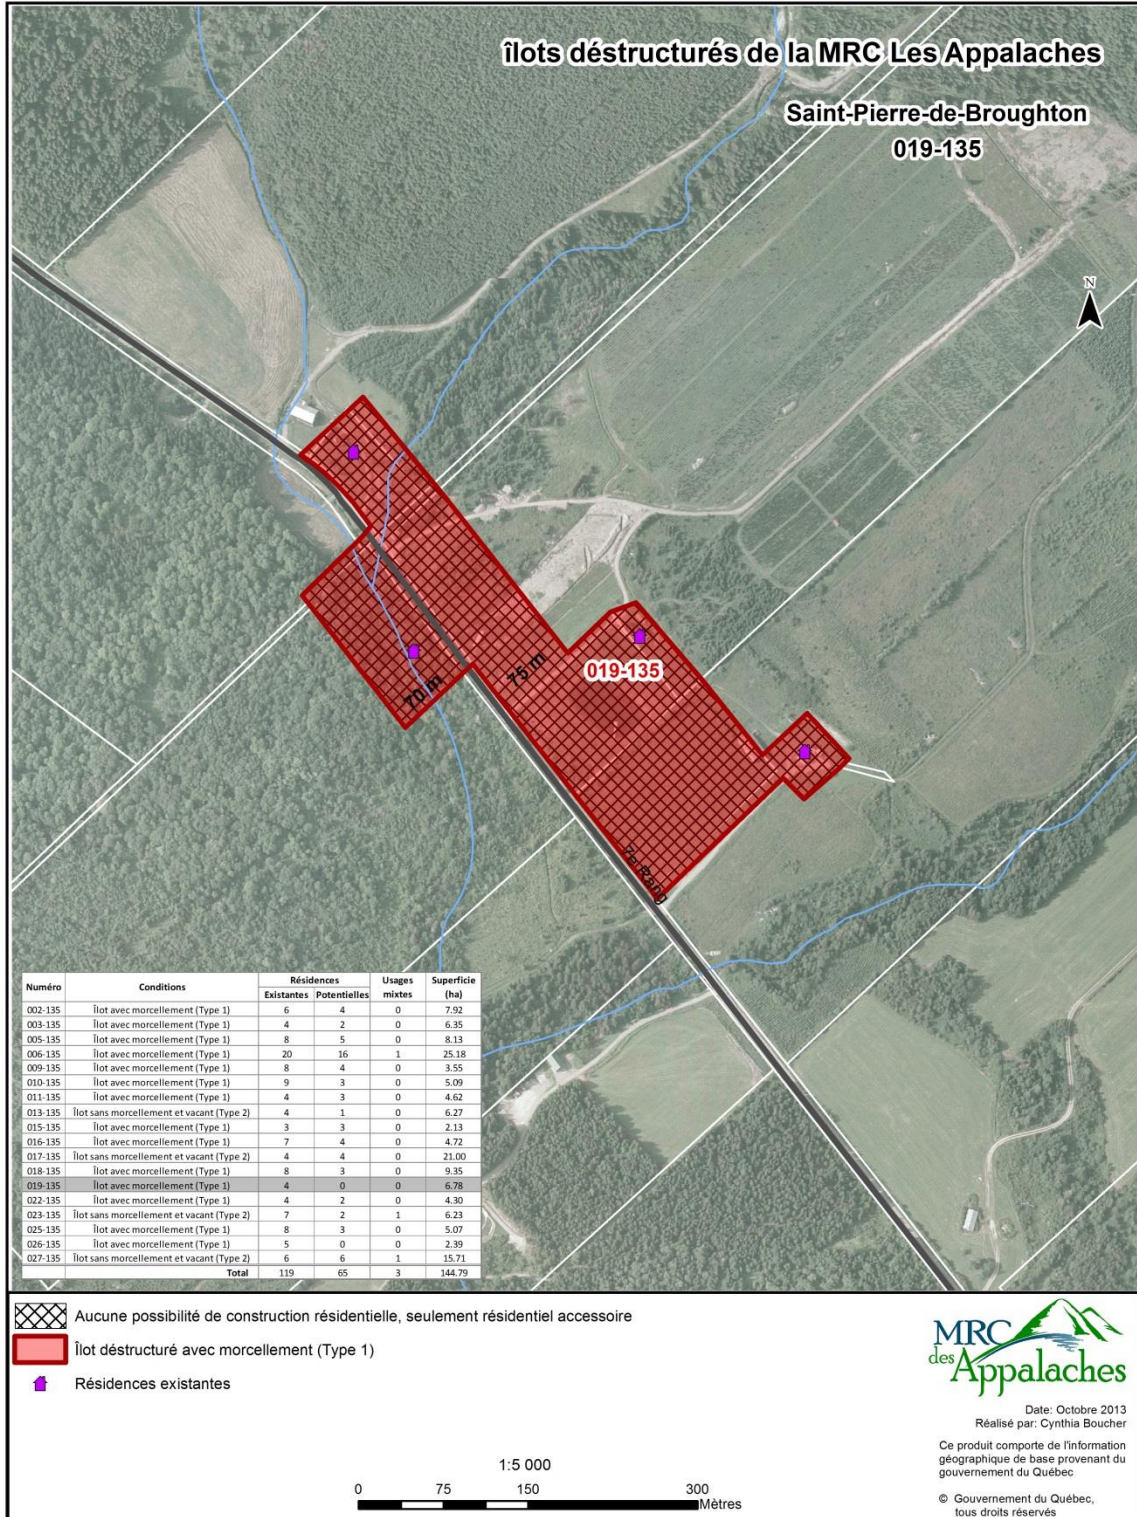 îlots déstructurés de la MRC Les Appalaches
Saint-Pierre-de-Broughton
019-135
N
019-135
75 m
70 m
7e Rang
Numéro Conditions Résidences Usages mixtes Superficie (ha)
Existantes Potentielles
002-135 Îlot avec morcellement (Type 1) 6 4 0 7.92
003-135 Îlot avec morcellement (Type 1) 4 2 0 6.35
005-135 Îlot avec morcellement (Type 1) 8 5 0 8.13
006-135 Îlot avec morcellement (Type 1) 20 16 1 25.18
009-135 Îlot avec morcellement (Type 1) 8 4 0 3.55
010-135 Îlot avec morcellement (Type 1) 9 3 0 5.09
011-135 Îlot avec morcellement (Type 1) 4 3 0 4.62
013-135 Îlot sans morcellement et vacant (Type 2) 4 1 0 6.27
015-135 Îlot avec morcellement (Type 1) 3 3 0 2.13
016-135 Îlot avec morcellement (Type 1) 7 4 0 4.72
017-135 Îlot sans morcellement et vacant (Type 2) 4 4 0 21.00
018-135 Îlot avec morcellement (Type 1) 8 3 0 9.35
019-135 Îlot avec morcellement (Type 1) 4 0 0 6.78
022-135 Îlot avec morcellement (Type 1) 4 2 0 4.30
023-135 Îlot sans morcellement et vacant (Type 2) 7 2 1 6.23
025-135 Îlot avec morcellement (Type 1) 8 3 0 5.07
026-135 Îlot avec morcellement (Type 1) 5 0 0 2.39
027-135 Îlot sans morcellement et vacant (Type 2) 6 6 1 15.71
Total 119 65 3 144.79
Aucune possibilité de construction résidentielle, seulement résidentiel accessoire
Îlot déstructuré avec morcellement (Type 1)
Résidences existantes
1:5 000
0 75 150 300
Mètres
MRC
des Appalaches
Date: Octobre 2013
Réalisé par: Cynthia Boucher
Ce produit comporte de l'information
géographique de base provenant du
gouvernement du Québec
© Gouvernement du Québec,
tous droits réservés